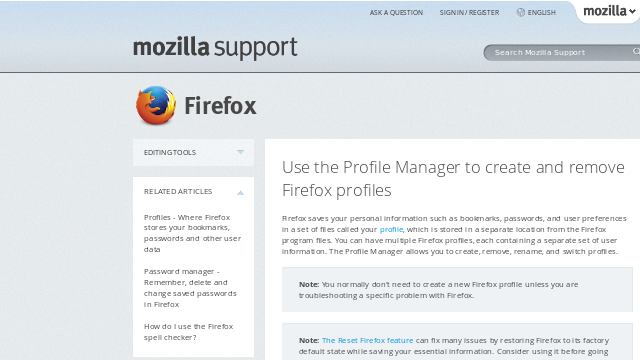 ASK A QUESTION SIGN IN / REGISTER ENGLISH mozilla
mozilla support
Search Mozilla Support
Firefox
EDITING TOOLS
RELATED ARTICLES
Profiles - Where Firefox
stores your bookmarks,
passwords and other user
data
Password manager -
Remember, delete and
change saved passwords
in Firefox
How do I use the Firefox
spell checker?
Use the Profile Manager to create and remove
Firefox profiles
Firefox saves your personal information such as bookmarks, passwords, and user preferences
in a set of files called your profile, which is stored in a separate location from the Firefox
program files. You can have multiple Firefox profiles, each containing a separate set of user
information. The Profile Manager allows you to create, remove, rename, and switch profiles.
Note: You normally don't need to create a new Firefox profile unless you are
troubleshooting a specific problem with Firefox.
Note: The Reset Firefox feature can fix many issues by restoring Firefox to its factory
default state while saving your essential information. Consider using it before going